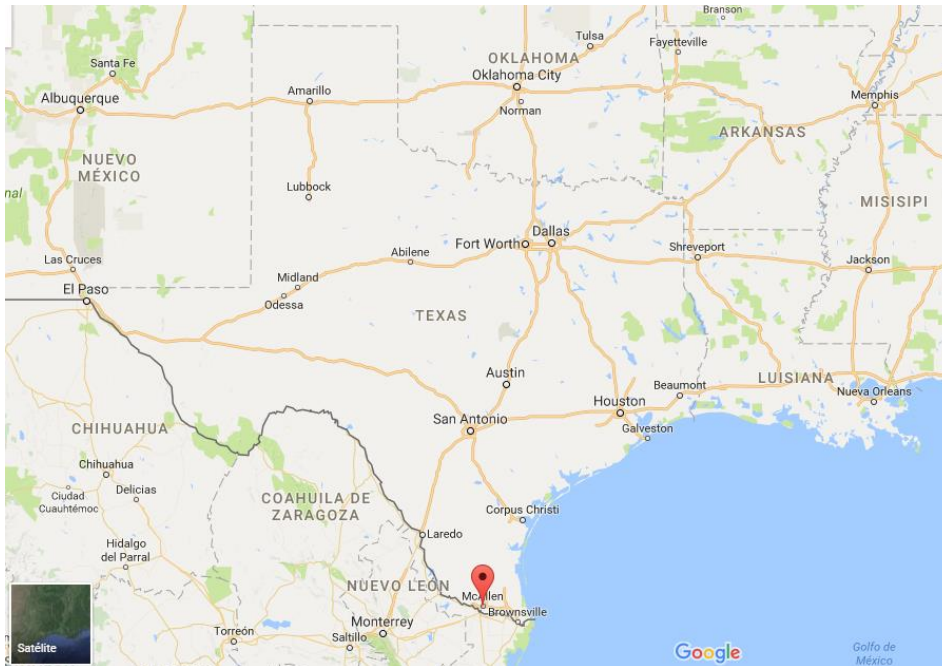 Branson
Tulsa
Fayetteville
OKLAHOMA
Santa Fe
Oklahoma City
Amarillo
Memphis
Albuquerque
Norman
ARKANSAS
NUEVO
MÉXICO
Lubbock
nal
MISISIPI
Dallas
Fort Worth
Abilene
Shreveport
Las Cruces
Jackson
Midland
El Paso
Odessa
TEXAS
Austin
LUISIANA
Beaumont
Nueva Orleans
Houston
San Antonio
CHIHUAHUA
Galveston
Chihuahua
Ciudad
Cuauhtémoc
Delicias
COAHUILA DE
ZARAGOZA
Corpus Christi
Laredo
Hidalgo
del Parral
NUEVO LEÓN
McAllen
Brownsville
Monterrey
Torreón
Saltillo
Satélite
Google
Golfo de
México